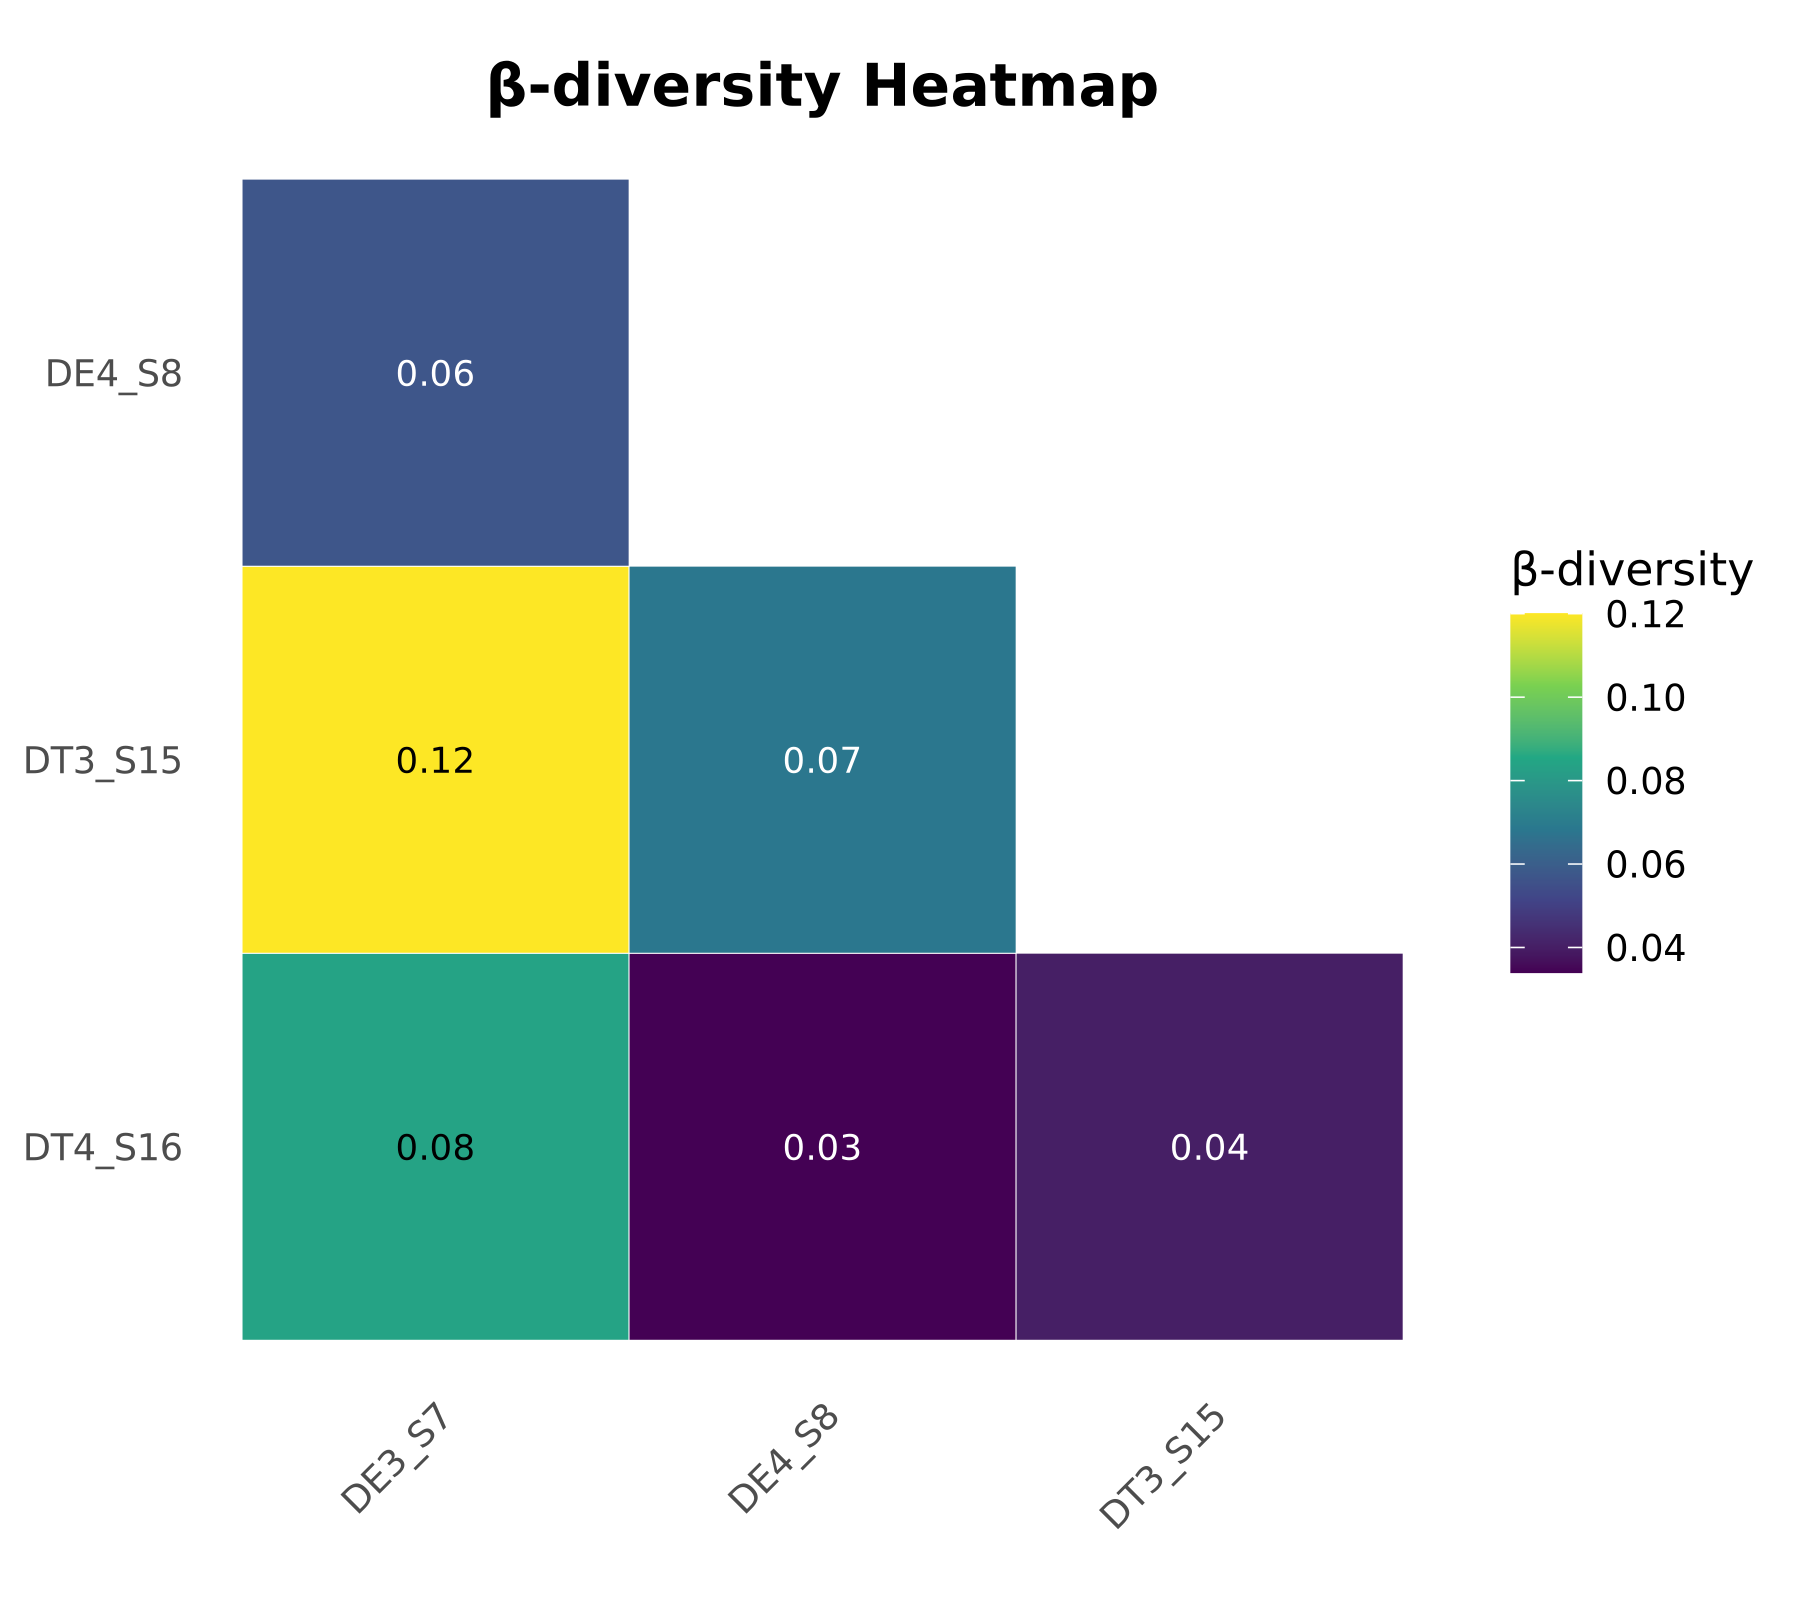 β-diversity Heatmap
DE4_S8
0.06
DT3_S15
0.12
0.07
DT4_S16
0.08
0.03
0.04
DE3_S7
DE4_S8
DT3_S15
β-diversity
0.12
0.10
0.08
0.06
0.04